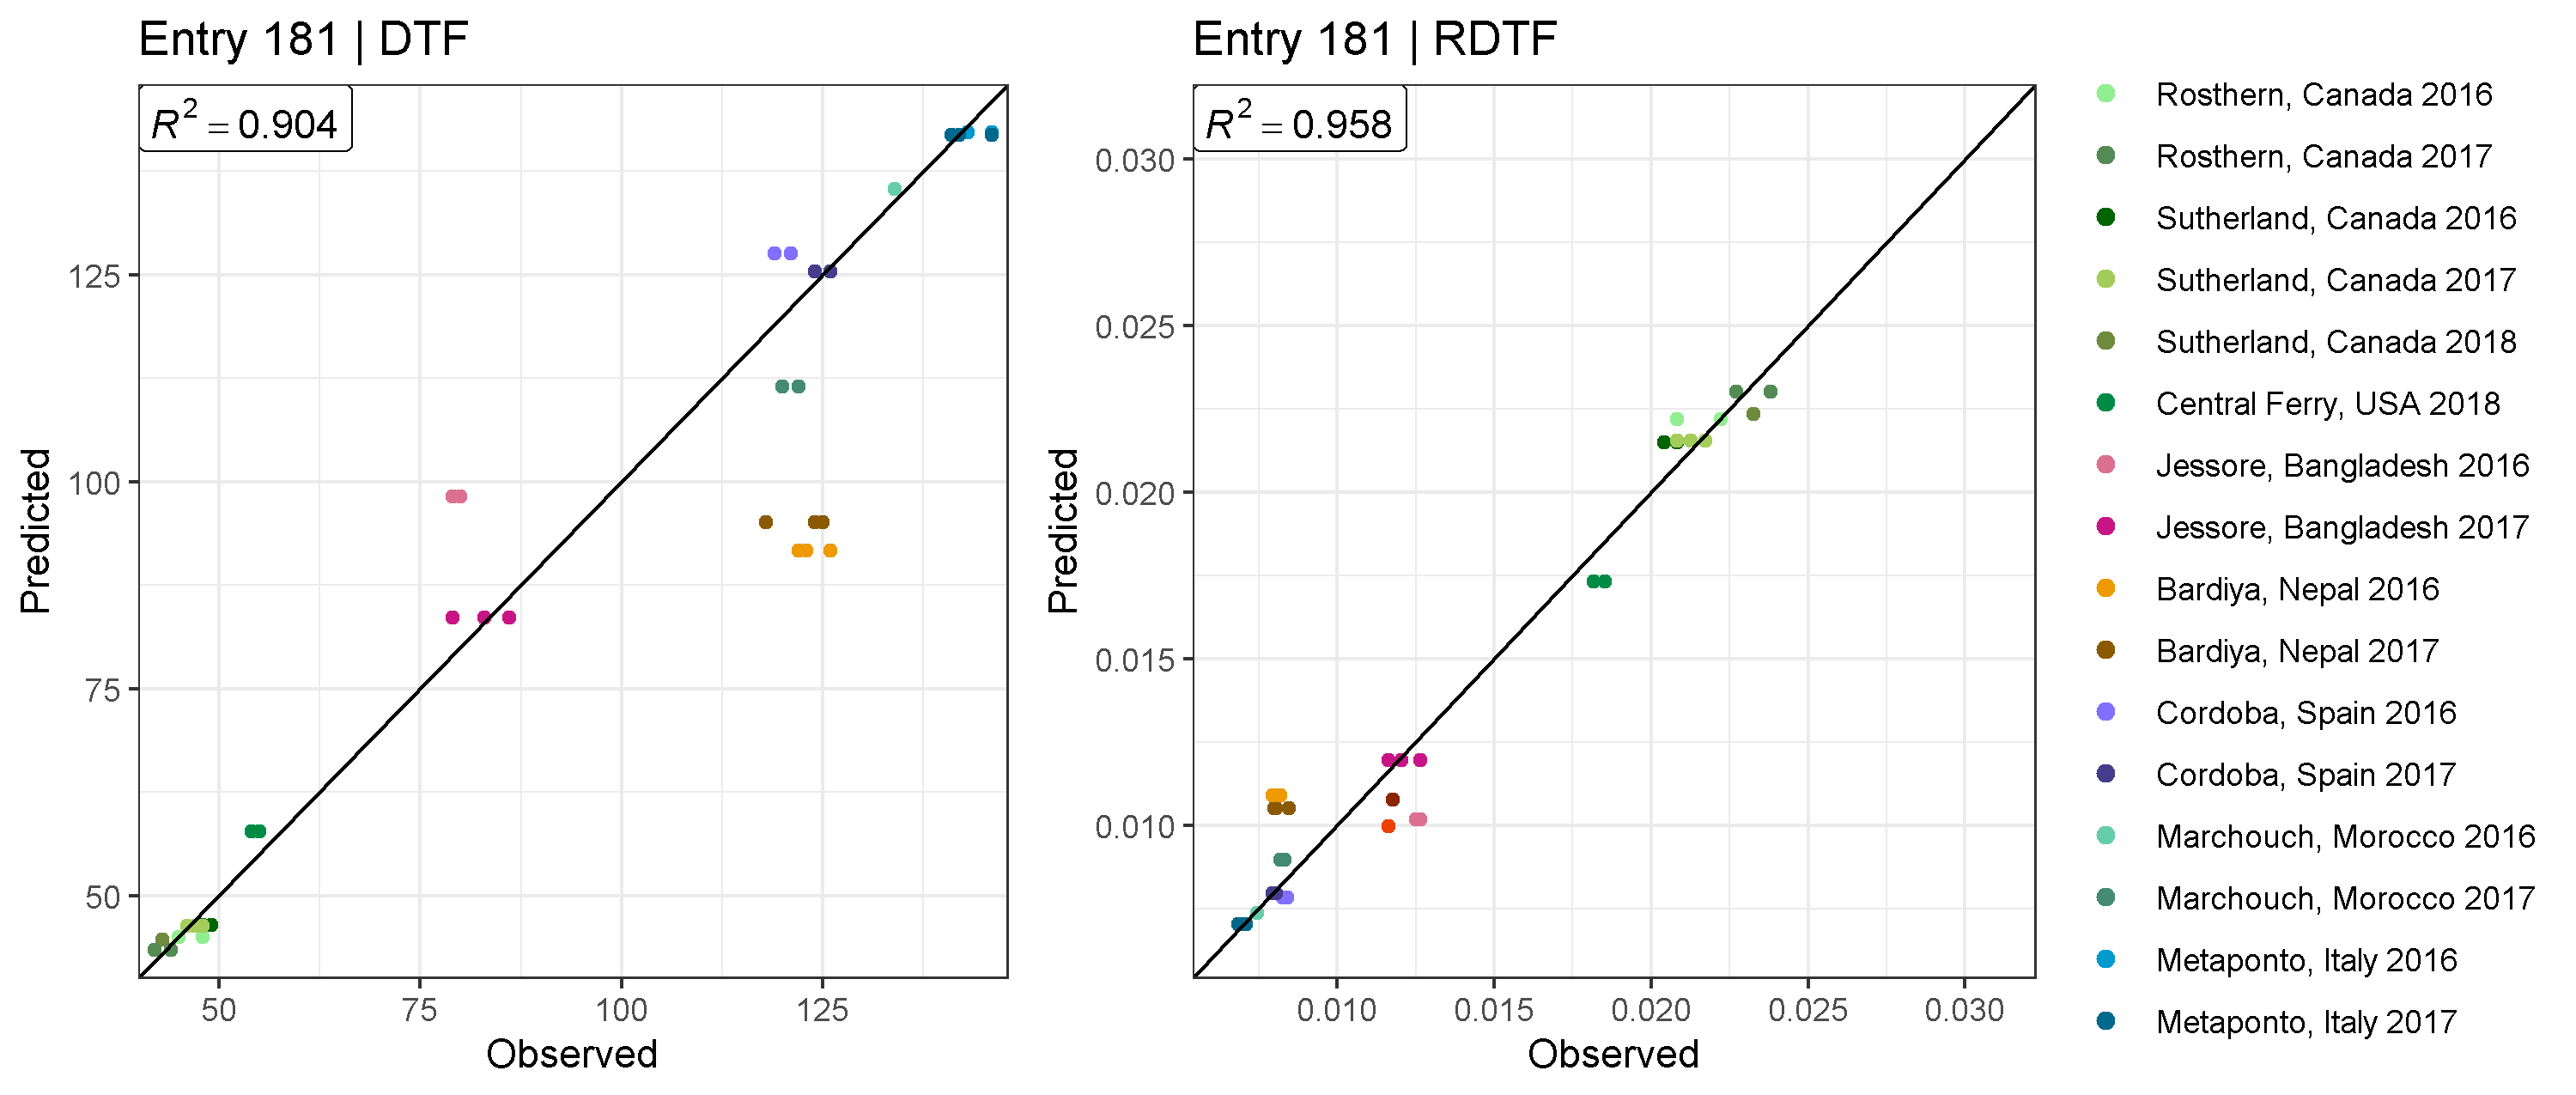 Entry 181 | DTF
R² = 0.904
125
100
75
50
50 75 100 125
Predicted
Observed
Entry 181 | RDTF
R² = 0.958
0.030
0.025
0.020
0.015
0.010
0.010 0.015 0.020 0.025 0.030
Predicted
Observed
Rosthern, Canada 2016
Rosthern, Canada 2017
Sutherland, Canada 2016
Sutherland, Canada 2017
Sutherland, Canada 2018
Central Ferry, USA 2018
Jessore, Bangladesh 2016
Jessore, Bangladesh 2017
Bardiya, Nepal 2016
Bardiya, Nepal 2017
Cordoba, Spain 2016
Cordoba, Spain 2017
Marchouch, Morocco 2016
Marchouch, Morocco 2017
Metaponto, Italy 2016
Metaponto, Italy 2017